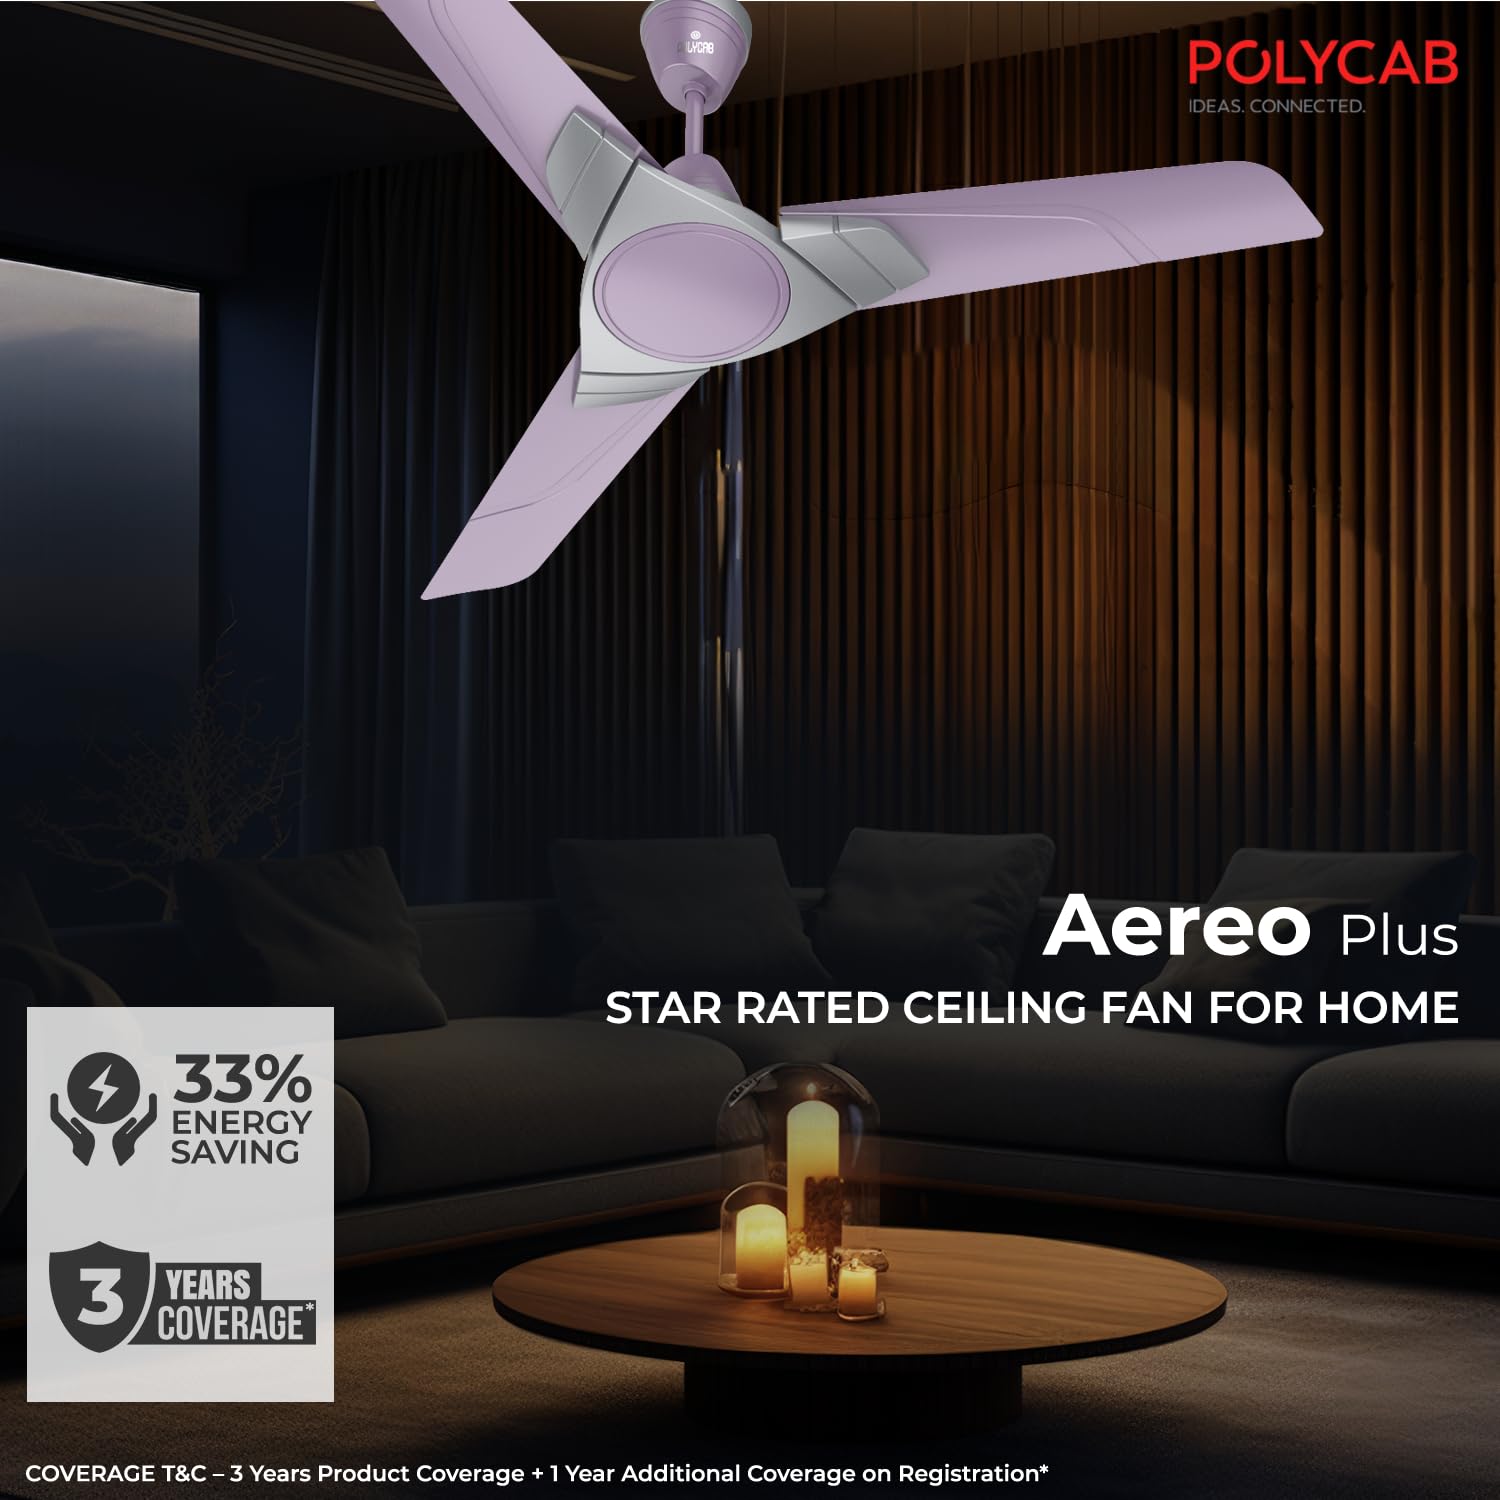 POLYCAB
POLYCAB
IDEAS. CONNECTED.
Aereo Plus
STAR RATED CEILING FAN FOR HOME
33%
ENERGY
SAVING
3 YEARS
COVERAGE*
COVERAGE T&C – 3 Years Product Coverage + 1 Year Additional Coverage on Registration*